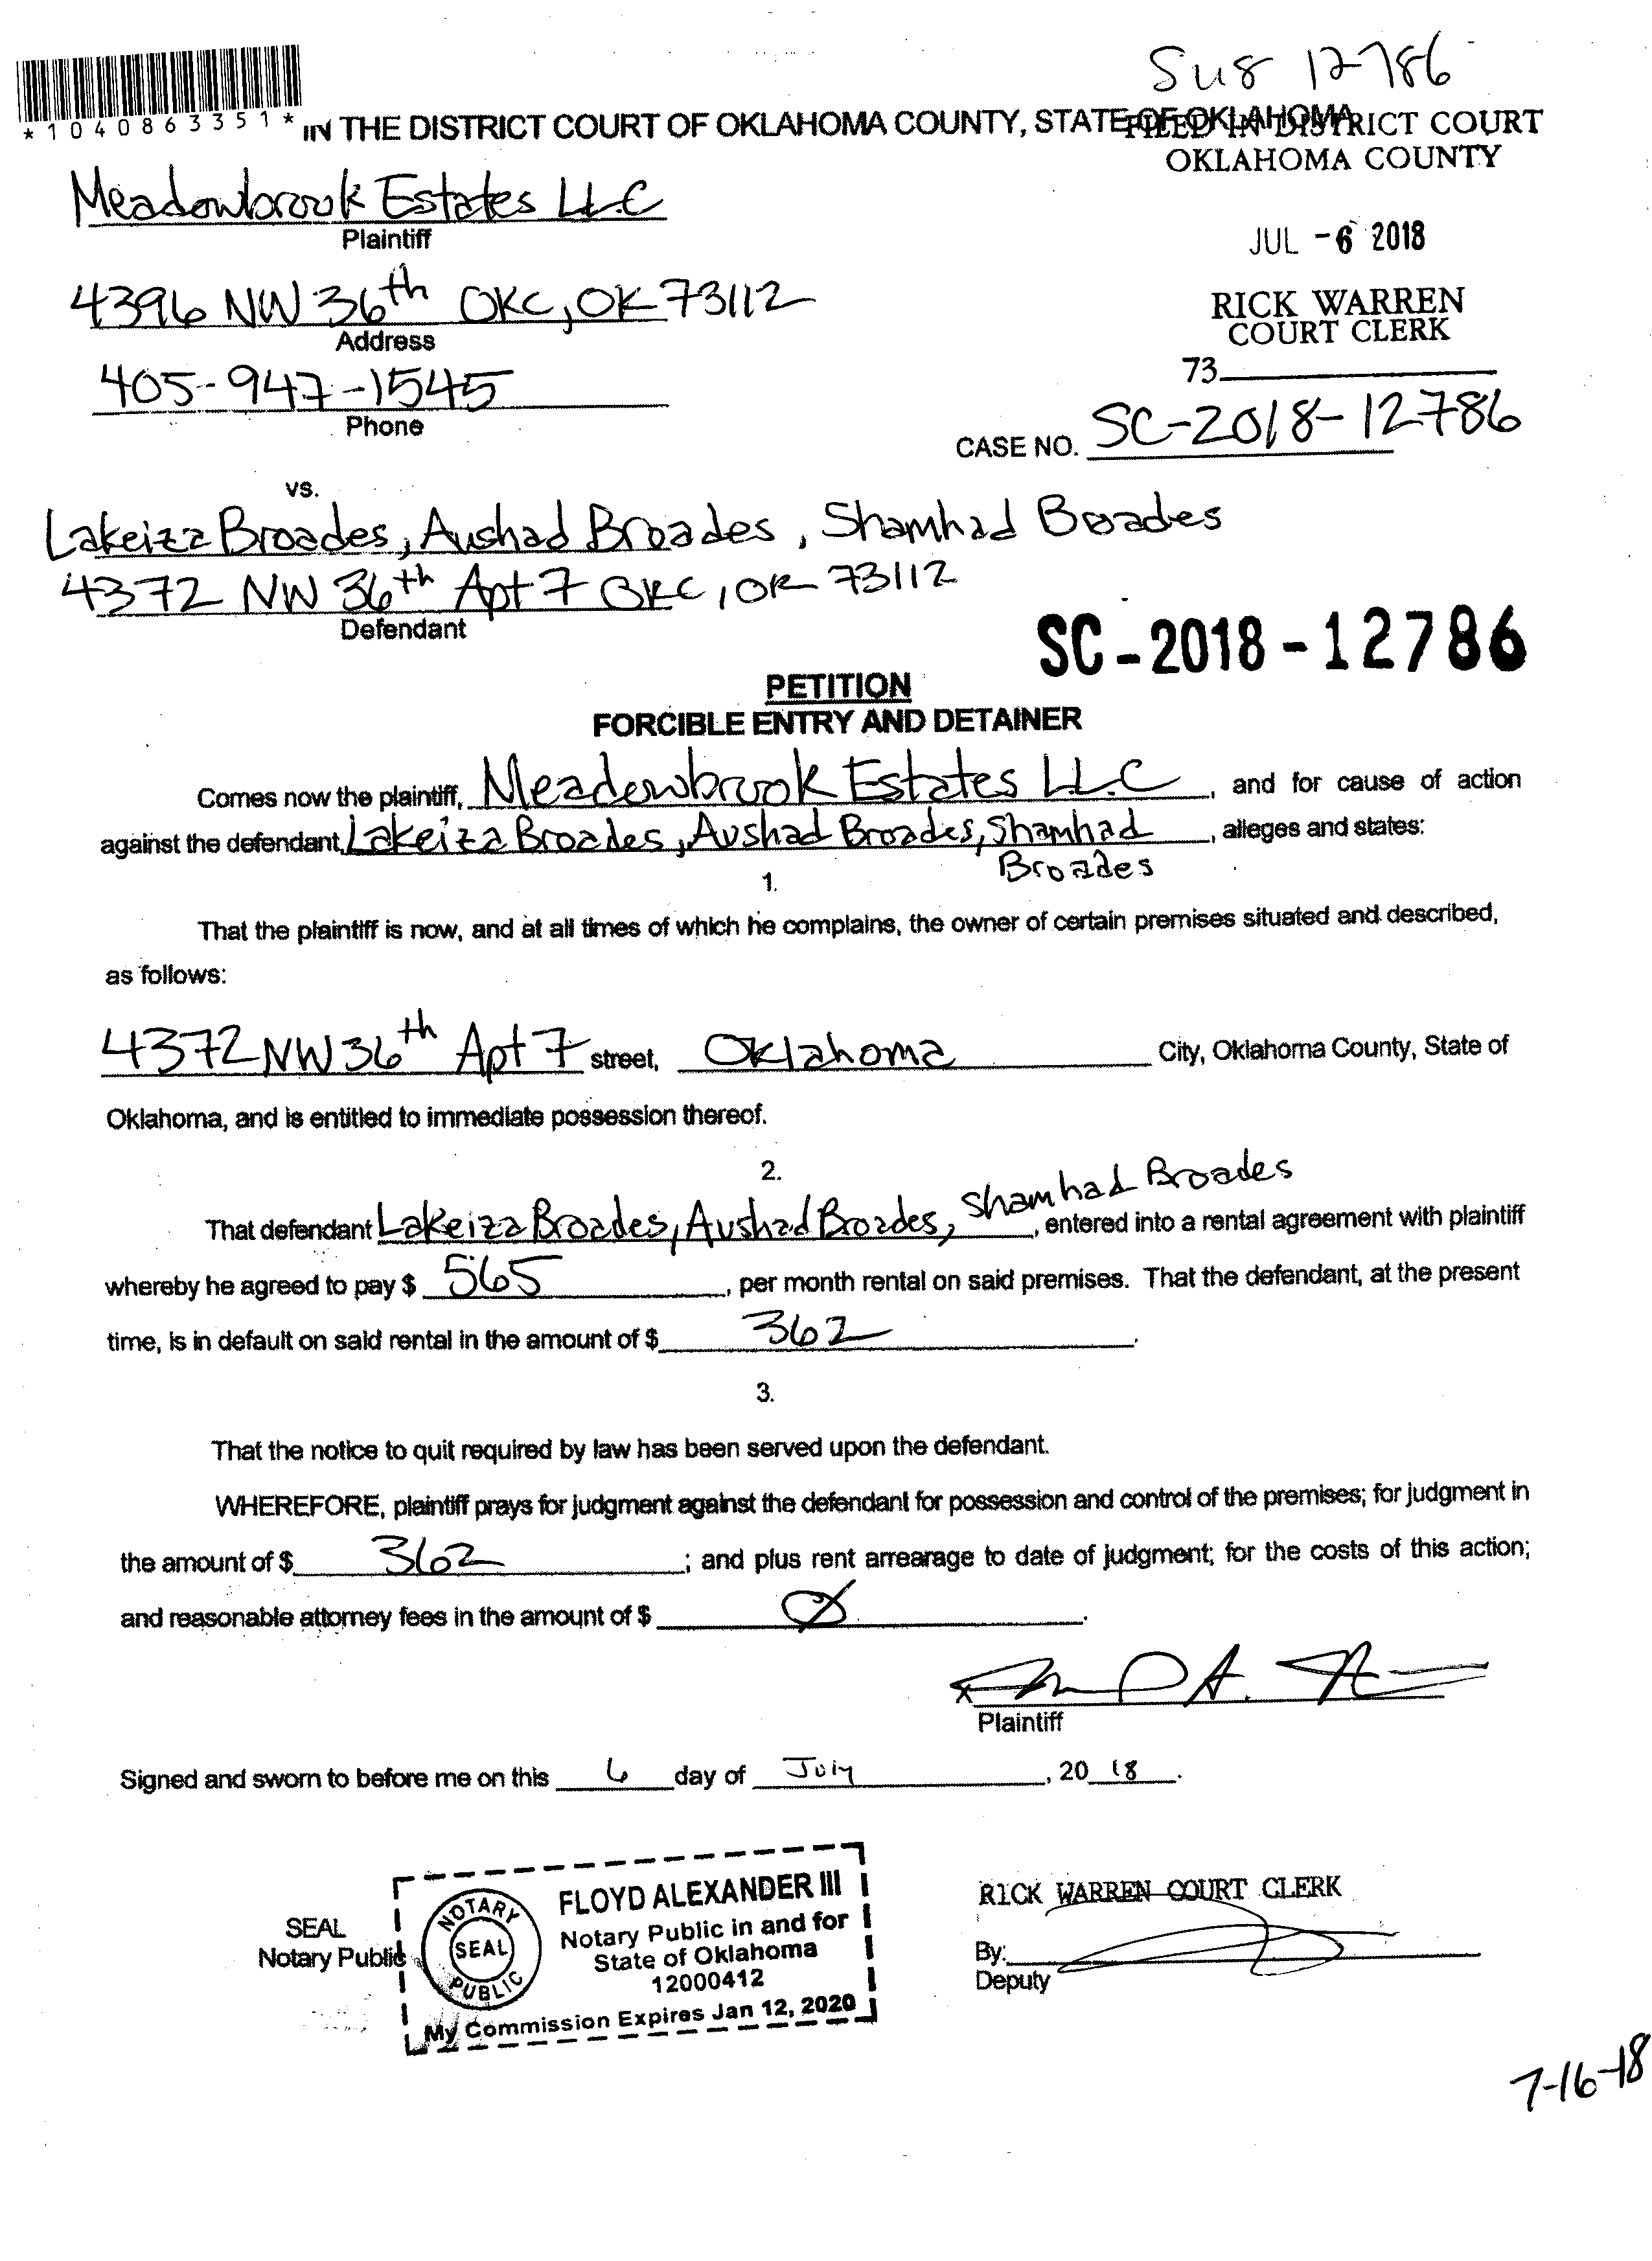 Su8 12786
*1040863351*
IN THE DISTRICT COURT OF OKLAHOMA COUNTY, STATE OF OKLAHOMA
FILED IN DISTRICT COURT
OKLAHOMA COUNTY
Meadowbrook Estates LLC
Plaintiff
JUL -6 2018
4396 NW 36th OKC, OK 73112
Address
RICK WARREN
COURT CLERK
405-947-1545
Phone
73
CASE NO. SC-2018-12786
vs.
Lakeiza Broades, Aushad Broades, Shamhad Broades
4372 NW 36th Apt 7 OKC, OK 73112
Defendant
SC-2018-12786
PETITION
FORCIBLE ENTRY AND DETAINER
Comes now the plaintiff, Meadowbrook Estates LLC, and for cause of action
against the defendant, Lakeiza Broades, Aushad Broades, Shamhad, alleges and states:
Broades
1.
That the plaintiff is now, and at all times of which he complains, the owner of certain premises situated and described,
as follows:
4372 NW 36th Apt 7 street, Oklahoma City, Oklahoma County, State of
Oklahoma, and is entitled to immediate possession thereof.
2.
That defendant Lakeiza Broades, Aushad Broades, Shamhad Broades, entered into a rental agreement with plaintiff
whereby he agreed to pay $ 565, per month rental on said premises. That the defendant, at the present
time, is in default on said rental in the amount of $ 362.
3.
That the notice to quit required by law has been served upon the defendant.
WHEREFORE, plaintiff prays for judgment against the defendant for possession and control of the premises; for judgment in
the amount of $ 362; and plus rent arrearage to date of judgment; for the costs of this action;
and reasonable attorney fees in the amount of $ Ø.
Plaintiff
Signed and sworn to before me on this 6 day of July, 20 18.
SEAL
Notary Public
NOTARY PUBLIC
SEAL
FLOYD ALEXANDER III
Notary Public in and for
State of Oklahoma
12000412
My Commission Expires Jan 12, 2020
RICK WARREN COURT CLERK
By:
Deputy
7-16-18